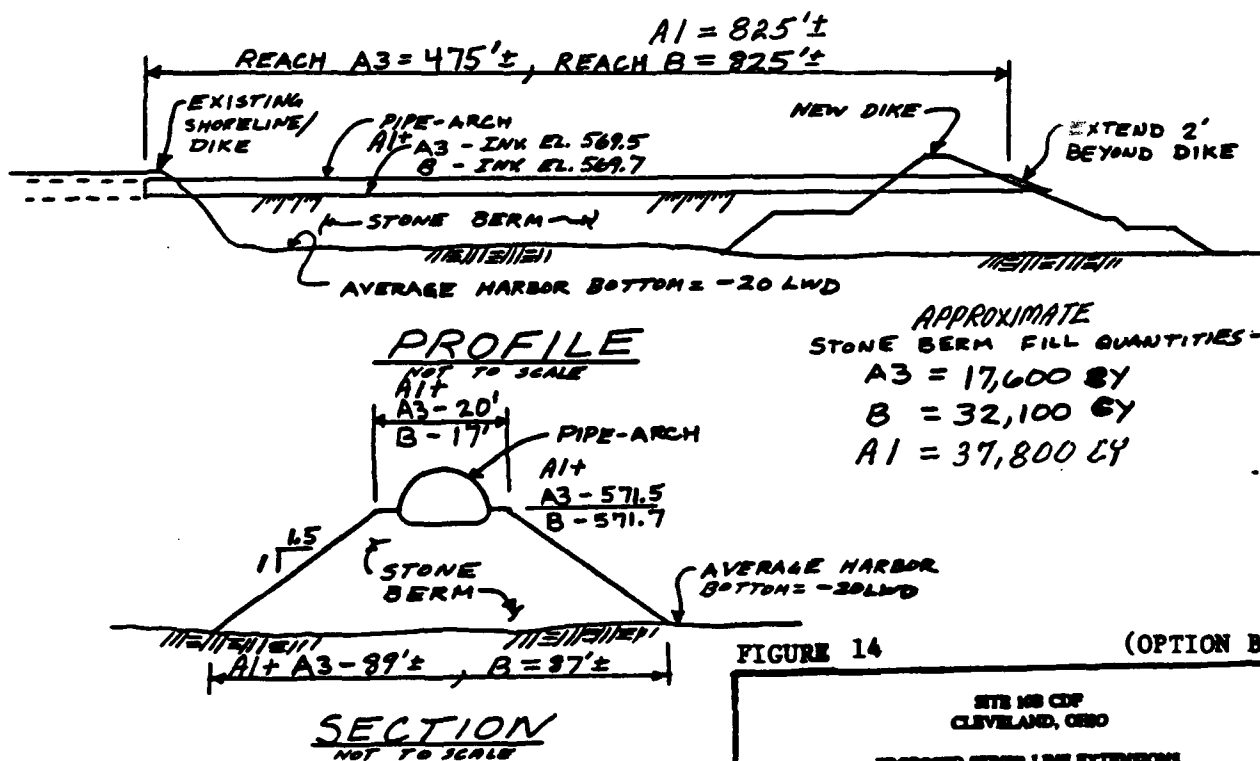 A1 = 825'±
REACH A3 = 475'±, REACH B = 825'±
EXISTING
SHORELINE/
DIKE
PIPE-ARCH
A1+
A3 - INV. EL. 569.5
B - INV. EL. 569.7
NEW DIKE
EXTEND 2'
BEYOND DIKE
STONE BERM
AVERAGE HARBOR BOTTOM = -20 LWD
PROFILE
NOT TO SCALE
APPROXIMATE
STONE BERM FILL QUANTITIES-
A3 = 17,600 CY
B = 32,100 CY
A1 = 37,800 CY
A1+
A3 - 20'
B - 17'
PIPE-ARCH
A1+
A3 - 571.5
B - 571.7
1.5
1
STONE
BERM
AVERAGE HARBOR
BOTTOM = -20 LWD
A1+ A3 - 89'±, B = 87'±
SECTION
NOT TO SCALE
FIGURE 14 (OPTION B
SITE 10B CDF
CLEVELAND, OHIO